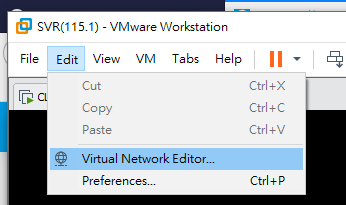 SVR(115.1) - VMware Workstation
File Edit View VM Tabs Help
Cut Ctrl+X
Copy Ctrl+C
Paste Ctrl+V
Virtual Network Editor...
Preferences... Ctrl+P